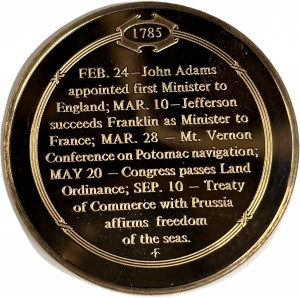 1785
FEB. 24–John Adams
appointed first Minister to
England; MAR. 10–Jefferson
succeeds Franklin as Minister to
France; MAR. 28 – Mt. Vernon
Conference on Potomac navigation;
MAY 20 – Congress passes Land
Ordinance; SEP. 10 – Treaty
of Commerce with Prussia
affirms freedom
of the seas.